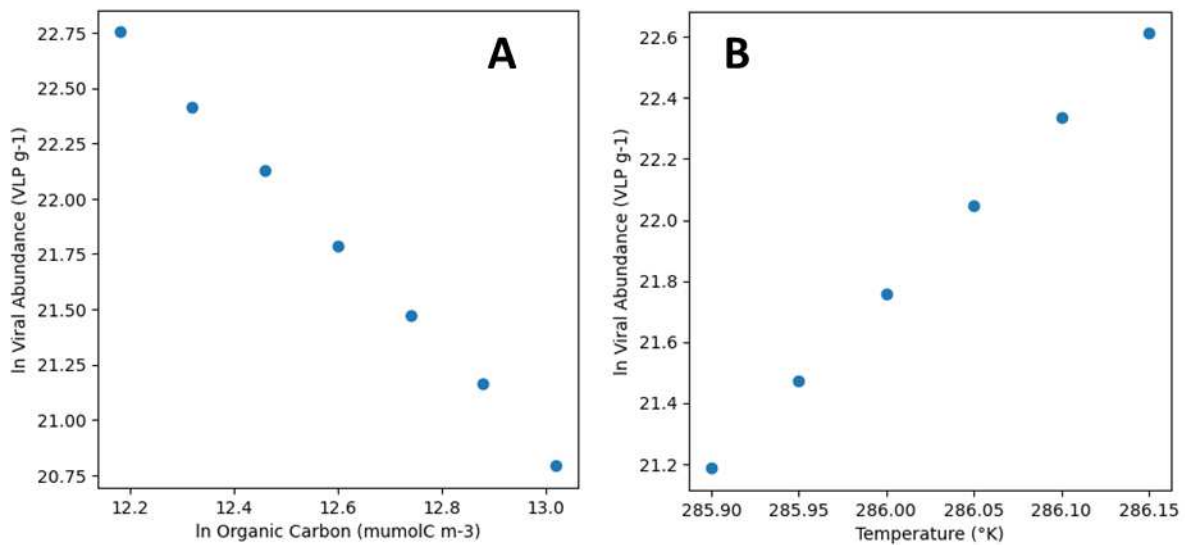 A
ln Viral Abundance (VLP g-1)
22.75
22.50
22.25
22.00
21.75
21.50
21.25
21.00
20.75
12.2 12.4 12.6 12.8 13.0
ln Organic Carbon (mumolC m-3)
B
ln Viral Abundance (VLP g-1)
22.6
22.4
22.2
22.0
21.8
21.6
21.4
21.2
285.90 285.95 286.00 286.05 286.10 286.15
Temperature (°K)